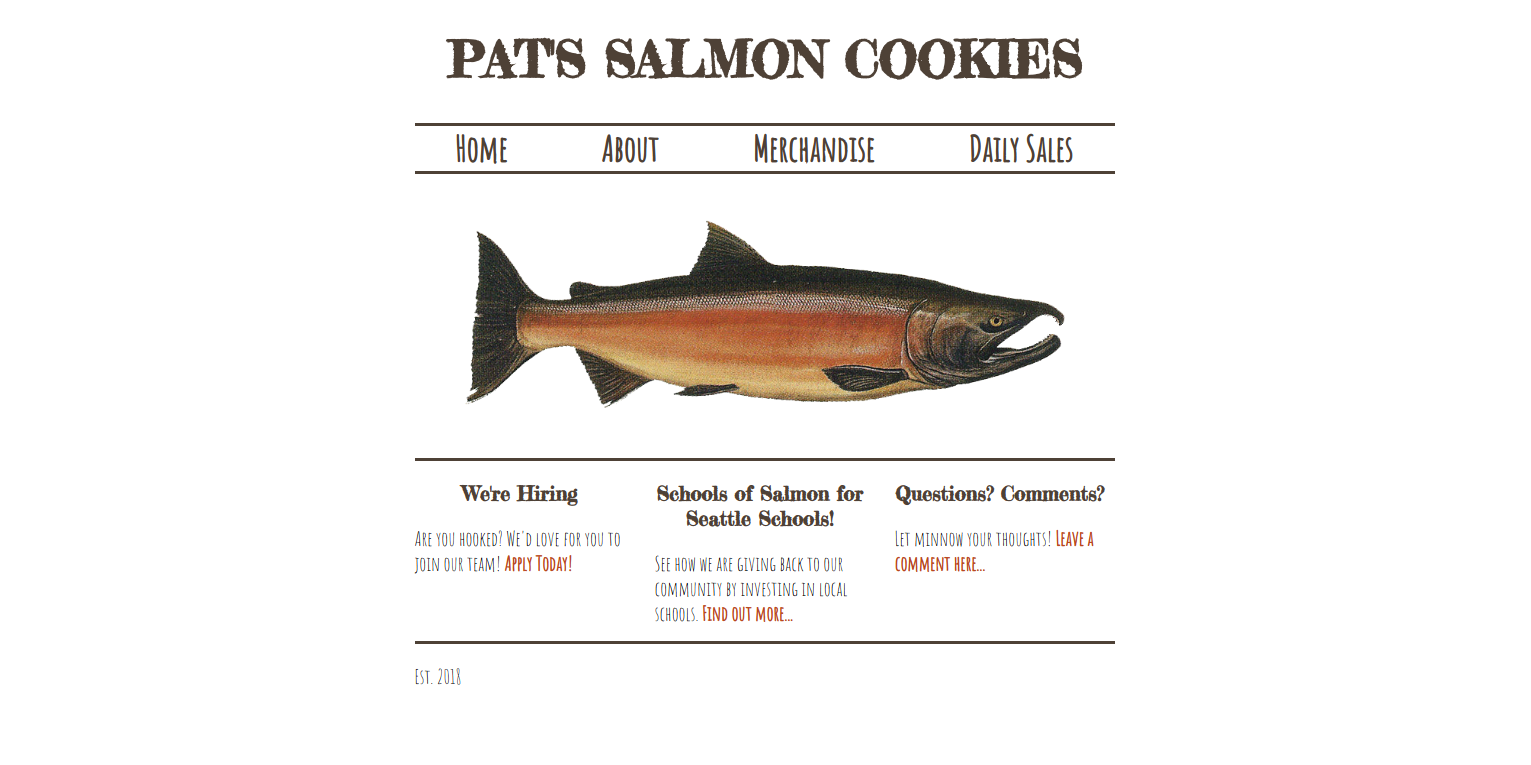 PAT'S SALMON COOKIES
Home About Merchandise Daily Sales
We're Hiring
Are you hooked? We'd love for you to
join our team! Apply Today!
Schools of Salmon for
Seattle Schools!
See how we are giving back to our
community by investing in local
schools. Find out more...
Questions? Comments?
Let minnow your thoughts! Leave a
comment here...
Est. 2018